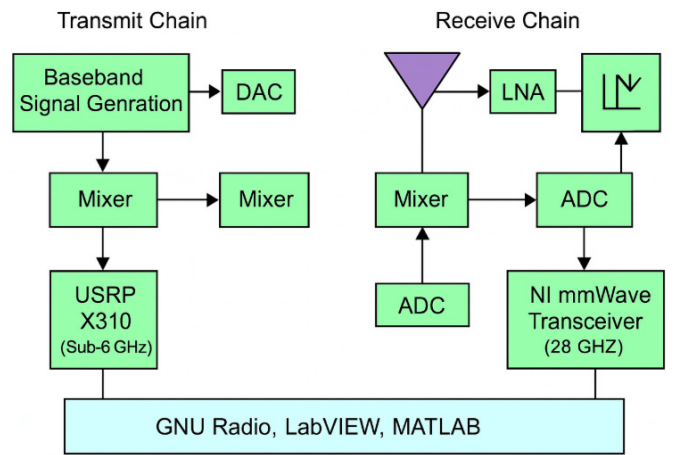 Transmit Chain
Receive Chain
Baseband
Signal Genration
DAC
LNA
Mixer
Mixer
Mixer
ADC
USRP
X310
(Sub-6 GHz)
ADC
NI mmWave
Transceiver
(28 GHZ)
GNU Radio, LabVIEW, MATLAB